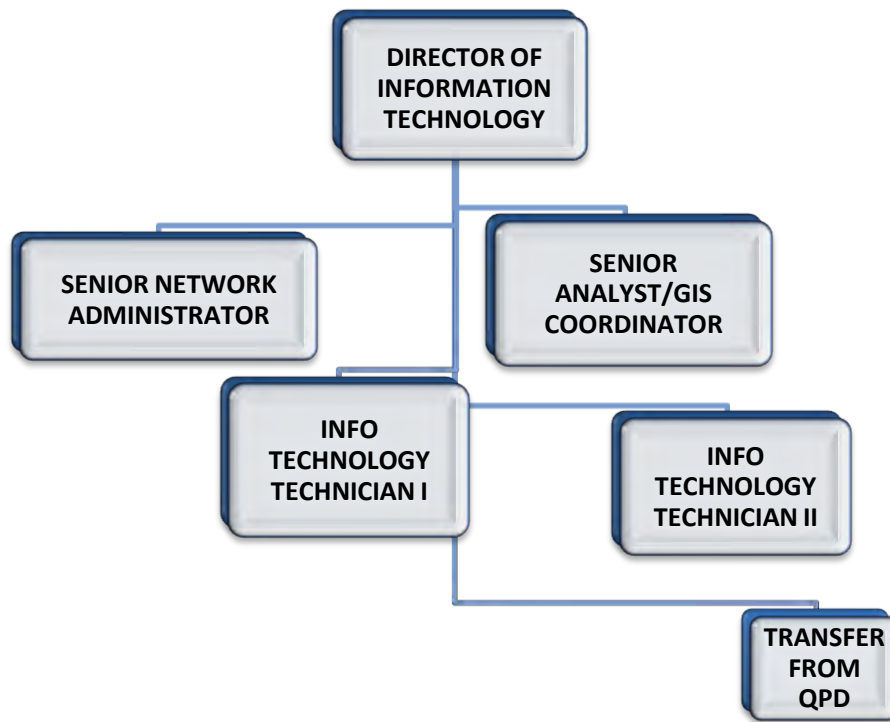 DIRECTOR OF
INFORMATION
TECHNOLOGY
SENIOR NETWORK
ADMINISTRATOR
SENIOR
ANALYST/GIS
COORDINATOR
INFO
TECHNOLOGY
TECHNICIAN I
INFO
TECHNOLOGY
TECHNICIAN II
TRANSFER
FROM
QPD